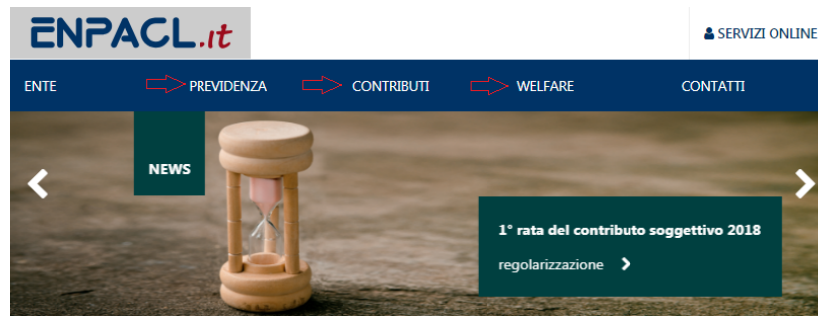 ENPACL.it
SERVIZI ONLINE
ENTE PREVIDENZA CONTRIBUTI WELFARE CONTATTI
NEWS
1° rata del contributo soggettivo 2018
regolarizzazione